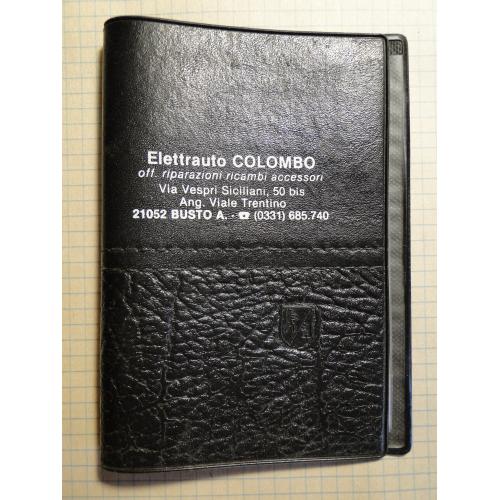 Elettrauto COLOMBO
off. riparazioni ricambi accessori
Via Vespri Siciliani, 50 bis
Ang. Viale Trentino
21052 BUSTO A. - ☎ (0331) 685.740